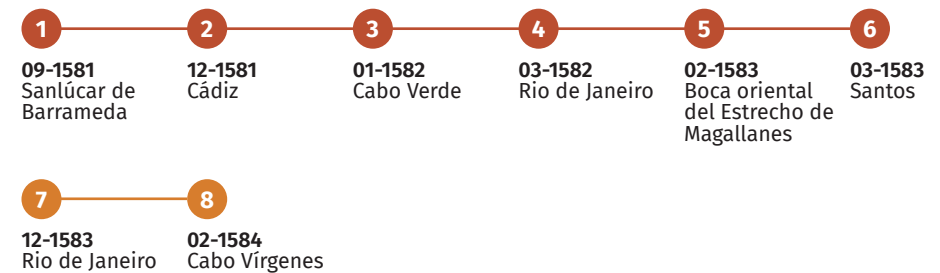 1 2 3 4 5 6
09-1581 12-1581 01-1582 03-1582 02-1583 03-1583
Sanlúcar de Cádiz Cabo Verde Rio de Janeiro Boca oriental Santos
Barrameda del Estrecho de
Magallanes
7 8
12-1583 02-1584
Rio de Janeiro Cabo Vírgenes